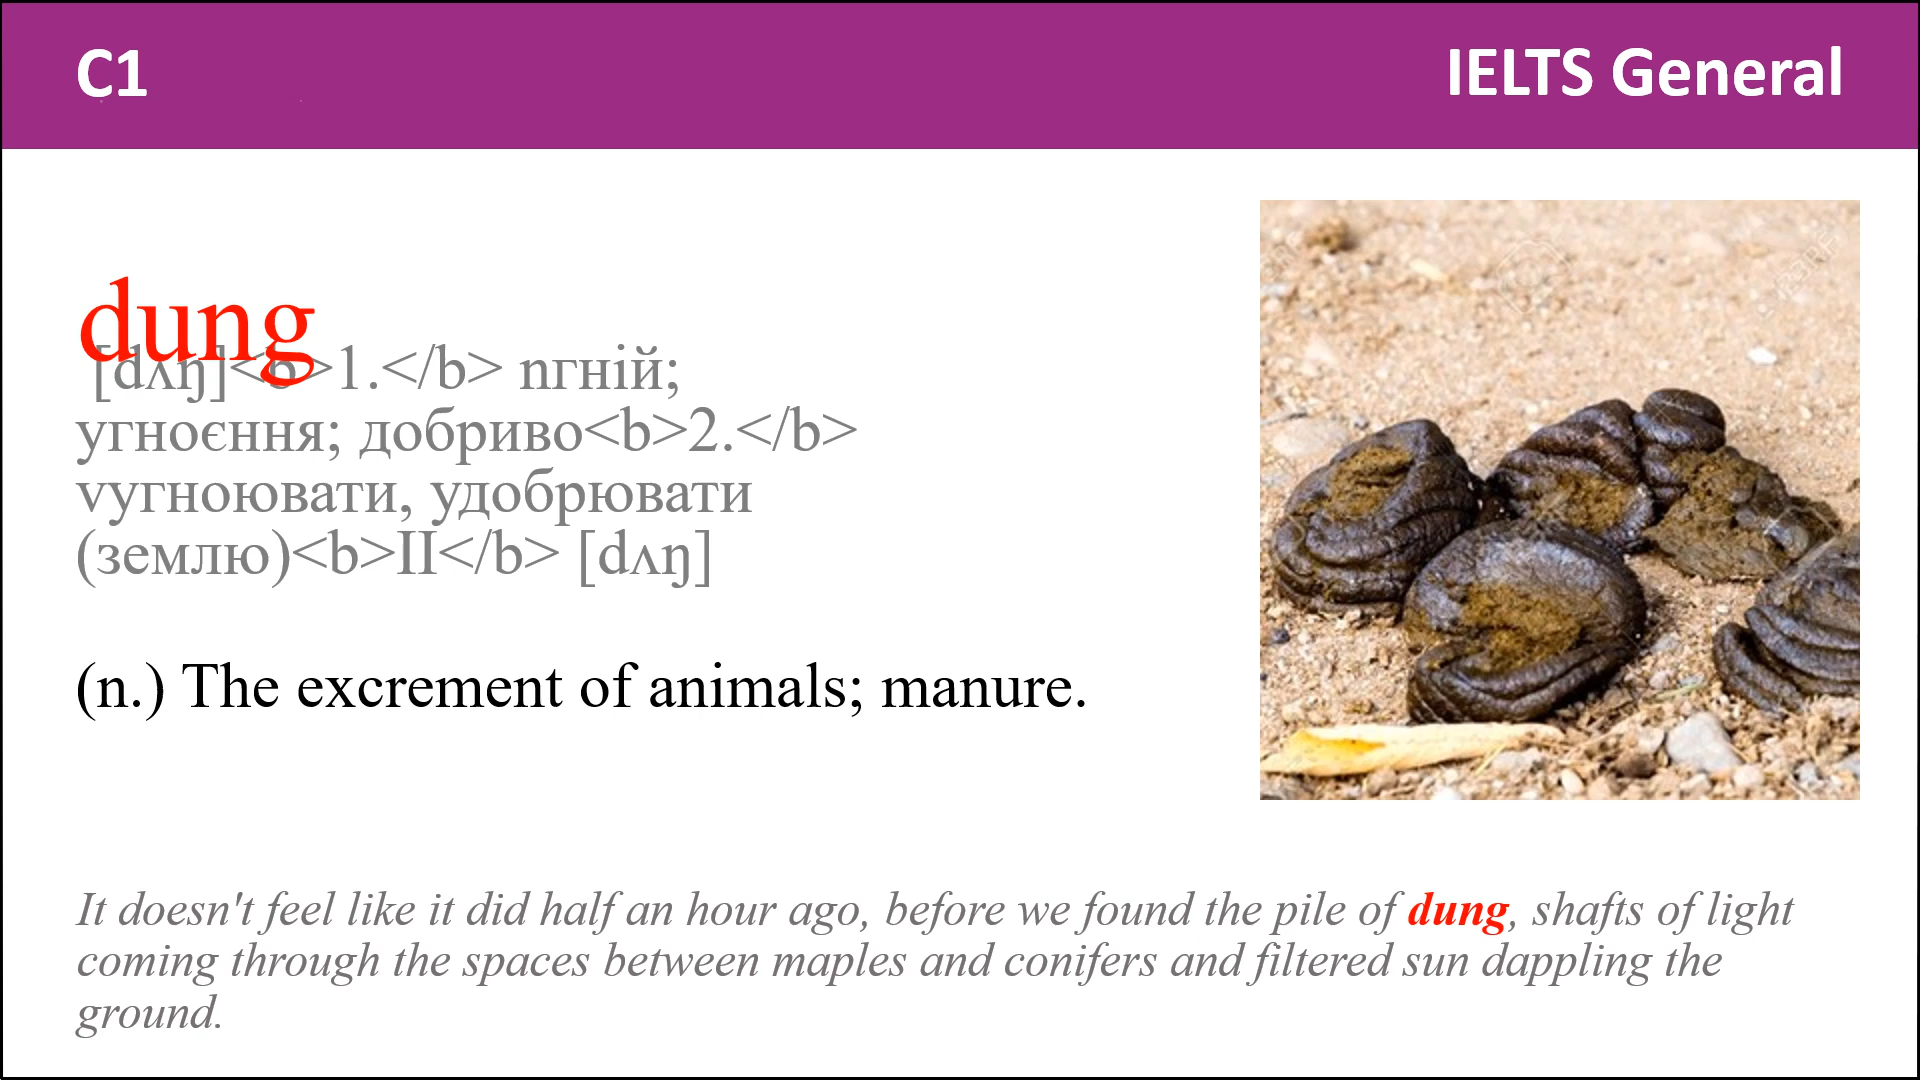 C1
IELTS General
dung
[dʌŋ]<b>1.</b> nгній;
угноєння; добриво<b>2.</b>
vугноювати, удобрювати
(землю)<b>II</b> [dʌŋ]
(n.) The excrement of animals; manure.
It doesn't feel like it did half an hour ago, before we found the pile of dung, shafts of light
coming through the spaces between maples and conifers and filtered sun dappling the
ground.